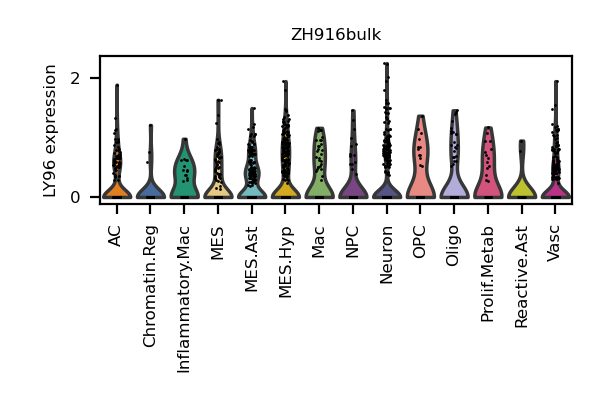 ZH916bulk
LY96 expression
2
0
AC
Chromatin.Reg
Inflammatory.Mac
MES
MES.Ast
MES.Hyp
Mac
NPC
Neuron
OPC
Oligo
Prolif.Metab
Reactive.Ast
Vasc